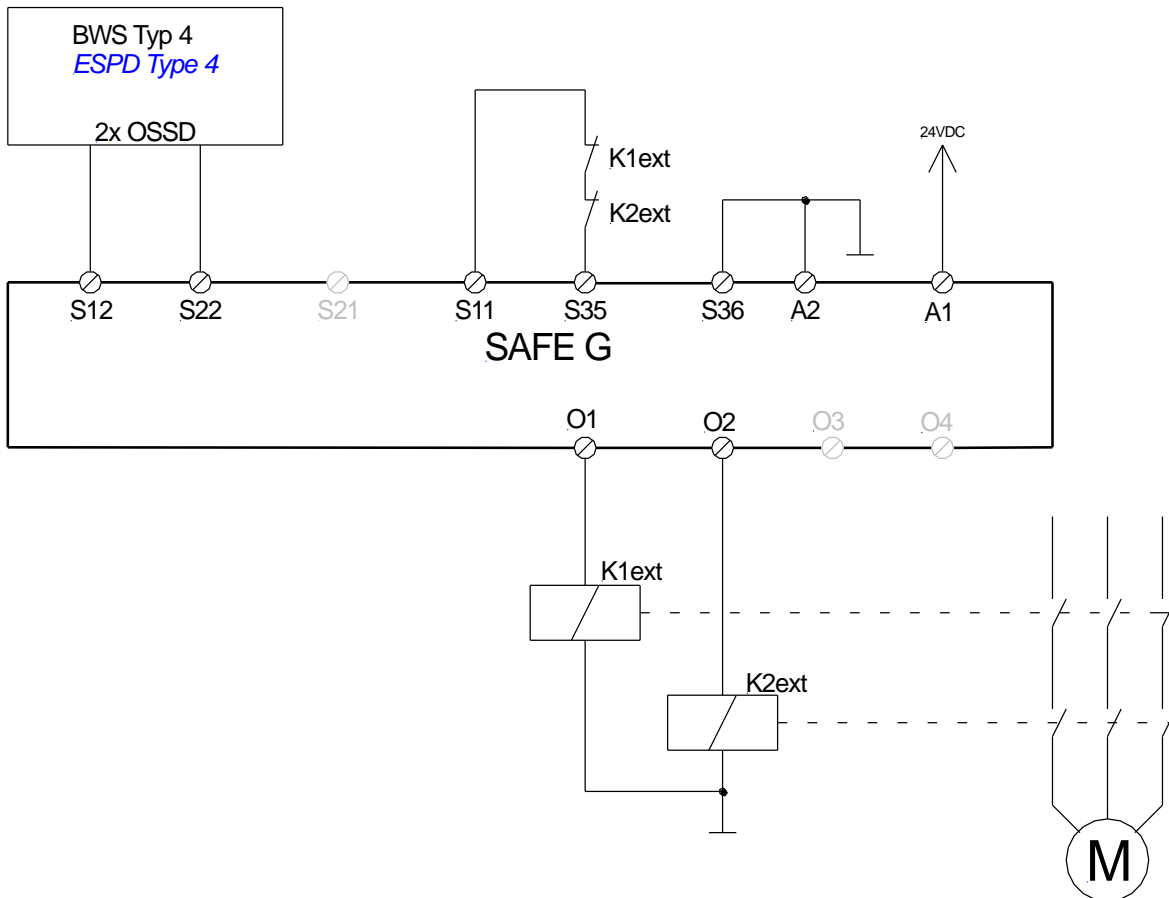 BWS Typ 4
ESPD Type 4
2x OSSD
24VDC
K1ext
K2ext
S12 S22 S21 S11 S35 S36 A2 A1
SAFE G
O1 O2 O3 O4
K1ext
K2ext
M